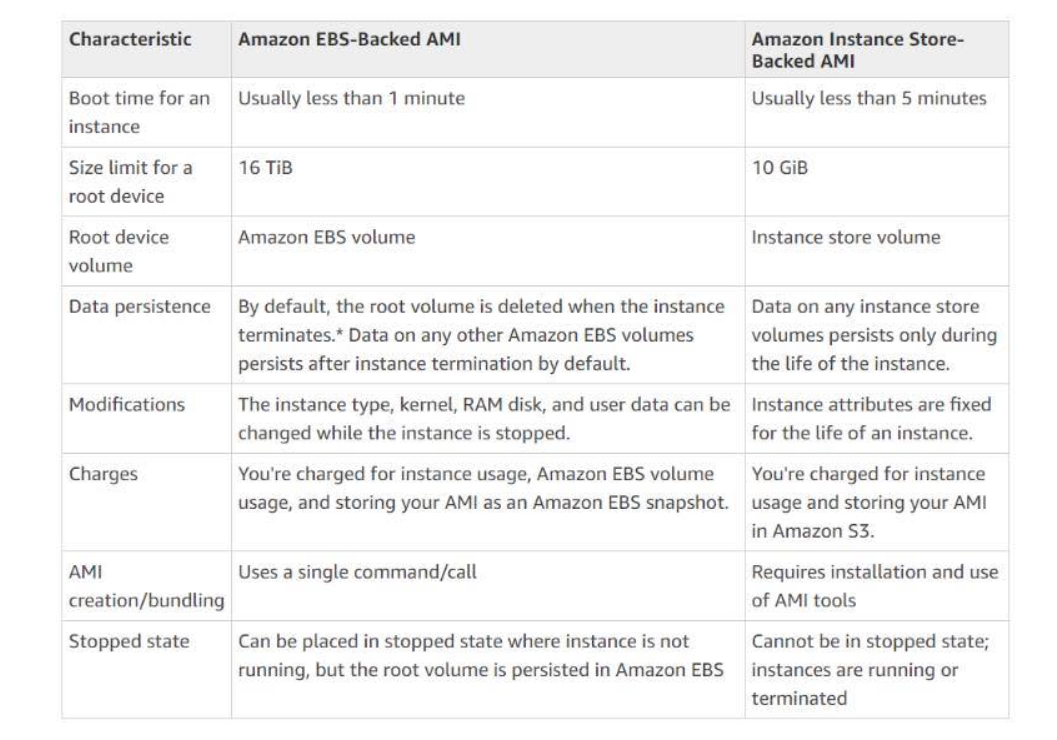 Characteristic
Amazon EBS-Backed AMI
Amazon Instance Store-
Backed AMI
Boot time for an
instance
Usually less than 1 minute
Usually less than 5 minutes
Size limit for a
root device
16 TiB
10 GiB
Root device
volume
Amazon EBS volume
Instance store volume
Data persistence
By default, the root volume is deleted when the instance
terminates.* Data on any other Amazon EBS volumes
persists after instance termination by default.
Data on any instance store
volumes persists only during
the life of the instance.
Modifications
The instance type, kernel, RAM disk, and user data can be
changed while the instance is stopped.
Instance attributes are fixed
for the life of an instance.
Charges
You're charged for instance usage, Amazon EBS volume
usage, and storing your AMI as an Amazon EBS snapshot.
You're charged for instance
usage and storing your AMI
in Amazon S3.
AMI
creation/bundling
Uses a single command/call
Requires installation and use
of AMI tools
Stopped state
Can be placed in stopped state where instance is not
running, but the root volume is persisted in Amazon EBS
Cannot be in stopped state;
instances are running or
terminated